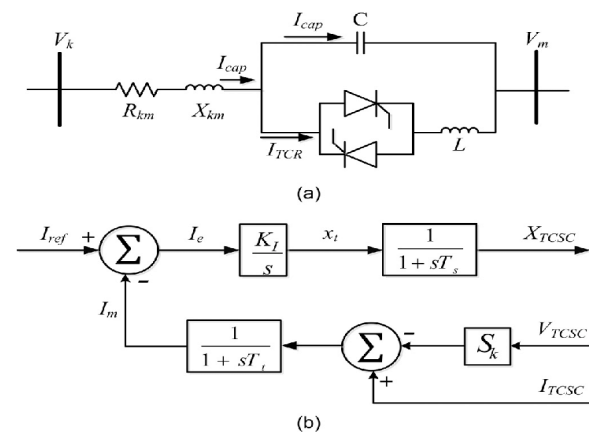 I_cap C
V_k V_m
I_cap
R_km X_km
I_TCR L
(a)
I_ref + Σ I_e K_I / s x_t 1 / 1 + sT_s X_TCSC
−
I_m
1 / 1 + sT_t Σ − S_k V_TCSC
+ I_TCSC
(b)